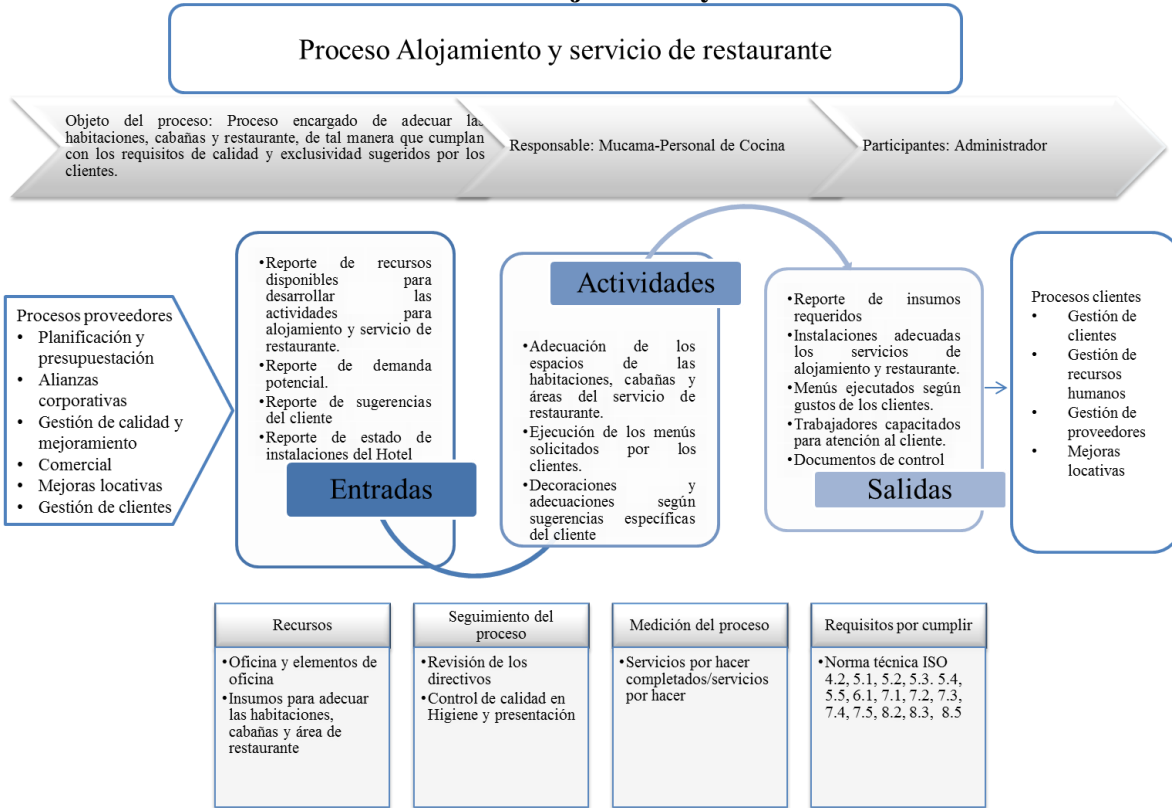 Proceso Alojamiento y servicio de restaurante
Objeto del proceso: Proceso encargado de adecuar las
habitaciones, cabañas y restaurante, de tal manera que cumplan
con los requisitos de calidad y exclusividad sugeridos por los
clientes.
Responsable: Mucama-Personal de Cocina
Participantes: Administrador
Procesos proveedores
• Planificación y
presupuestación
• Alianzas
corporativas
• Gestión de calidad y
mejoramiento
• Comercial
• Mejoras locativas
• Gestión de clientes
•Reporte de recursos
disponibles para
desarrollar las
actividades para
alojamiento y servicio de
restaurante.
•Reporte de demanda
potencial.
•Reporte de sugerencias
del cliente
•Reporte de estado de
instalaciones del Hotel
Entradas
Actividades
•Adecuación de los
espacios de las
habitaciones, cabañas y
áreas del servicio de
restaurante.
•Ejecución de los menús
solicitados por los
clientes.
•Decoraciones y
adecuaciones según
sugerencias específicas
del cliente
•Reporte de insumos
requeridos
•Instalaciones adecuadas
los servicios de
alojamiento y restaurante.
•Menús ejecutados según
gustos de los clientes.
•Trabajadores capacitados
para atención al cliente.
•Documentos de control
Salidas
Procesos clientes
• Gestión de
clientes
• Gestión de
recursos
humanos
• Gestión de
proveedores
• Mejoras
locativas
Recursos
•Oficina y elementos de
oficina
•Insumos para adecuar
las habitaciones,
cabañas y área de
restaurante
Seguimiento del
proceso
•Revisión de los
directivos
•Control de calidad en
Higiene y presentación
Medición del proceso
•Servicios por hacer
completados/servicios
por hacer
Requisitos por cumplir
•Norma técnica ISO
4.2, 5.1, 5.2, 5.3. 5.4,
5.5, 6.1, 7.1, 7.2, 7.3,
7.4, 7.5, 8.2, 8.3, 8.5